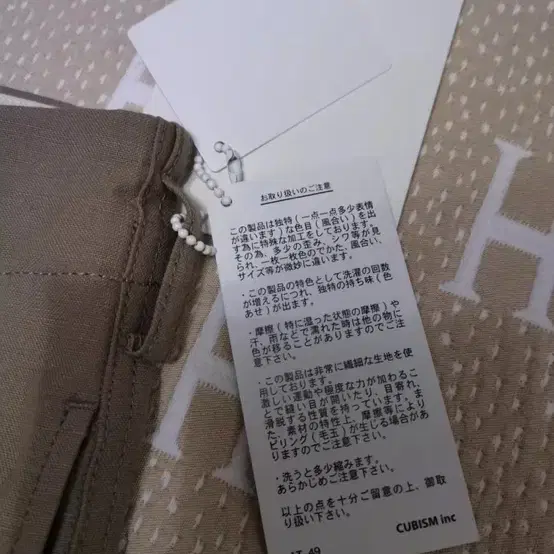 お取り扱いのご注意
この製品は独特(一点一点多少表情
が違います)な色目(風合い)を出
す為に特殊な加工をしております。
その為、多少の歪み、シワ等が見
られ、一枚一枚色のでかた、風合い、
サイズ等が微妙に違います。
・この製品の特色として洗濯の回数
が増えるにつれ、独特の持ち味(色
あせ)が出ます。
・摩擦(特に湿った状態の摩擦)や
汗、雨などで濡れた時は他の物に
色が移ることがありますのでご注
意下さい。
・この製品は非常に繊細な生地を使
用しております。
激しい運動や極度な力が加わるこ
とで縫い目が開いたり、目寄れ、
滑脱する性質を持っています。ま
た、素材の特性上、摩擦等により
ピリング(毛玉)が生じる場合があ
りますのでご注意下さい。
・洗うと多少縮みます。
あらかじめご注意下さい。
以上の点を十分ご留意の上、御取
り扱い下さい。
CUBISM inc
49
H